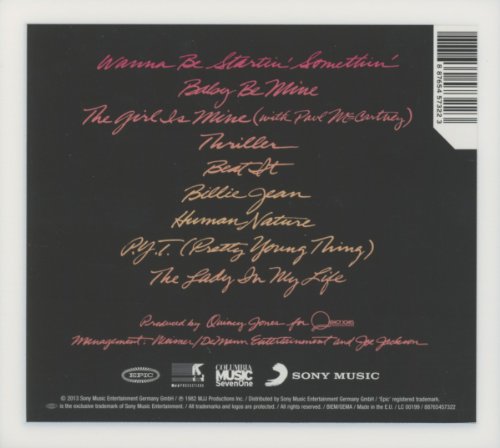 Wanna Be Startin' Somethin'
Baby Be Mine
The Girl Is Mine (with Paul McCartney)
Thriller
Beat It
Billie Jean
Human Nature
P.Y.T. (Pretty Young Thing)
The Lady In My Life
Produced by Quincy Jones for Qproductions
Management: Weisner/DeMann Entertainment and Joe Jackson
EPIC MJJ PRODUCTIONS COLUMBIA MUSIC SevenOne SONY MUSIC
© 2013 Sony Music Entertainment Germany GmbH / ℗ 1982 MJJ Productions Inc. / Distributed by Sony Music Entertainment Germany GmbH / "Epic" registered trademark.
is the exclusive trademark of Sony Music Entertainment. / All trademarks and logos are protected. / All rights reserved. / BIEM/GEMA / Made in the E.U. / LC 00199 / 88765457322
8 87654 57322 3